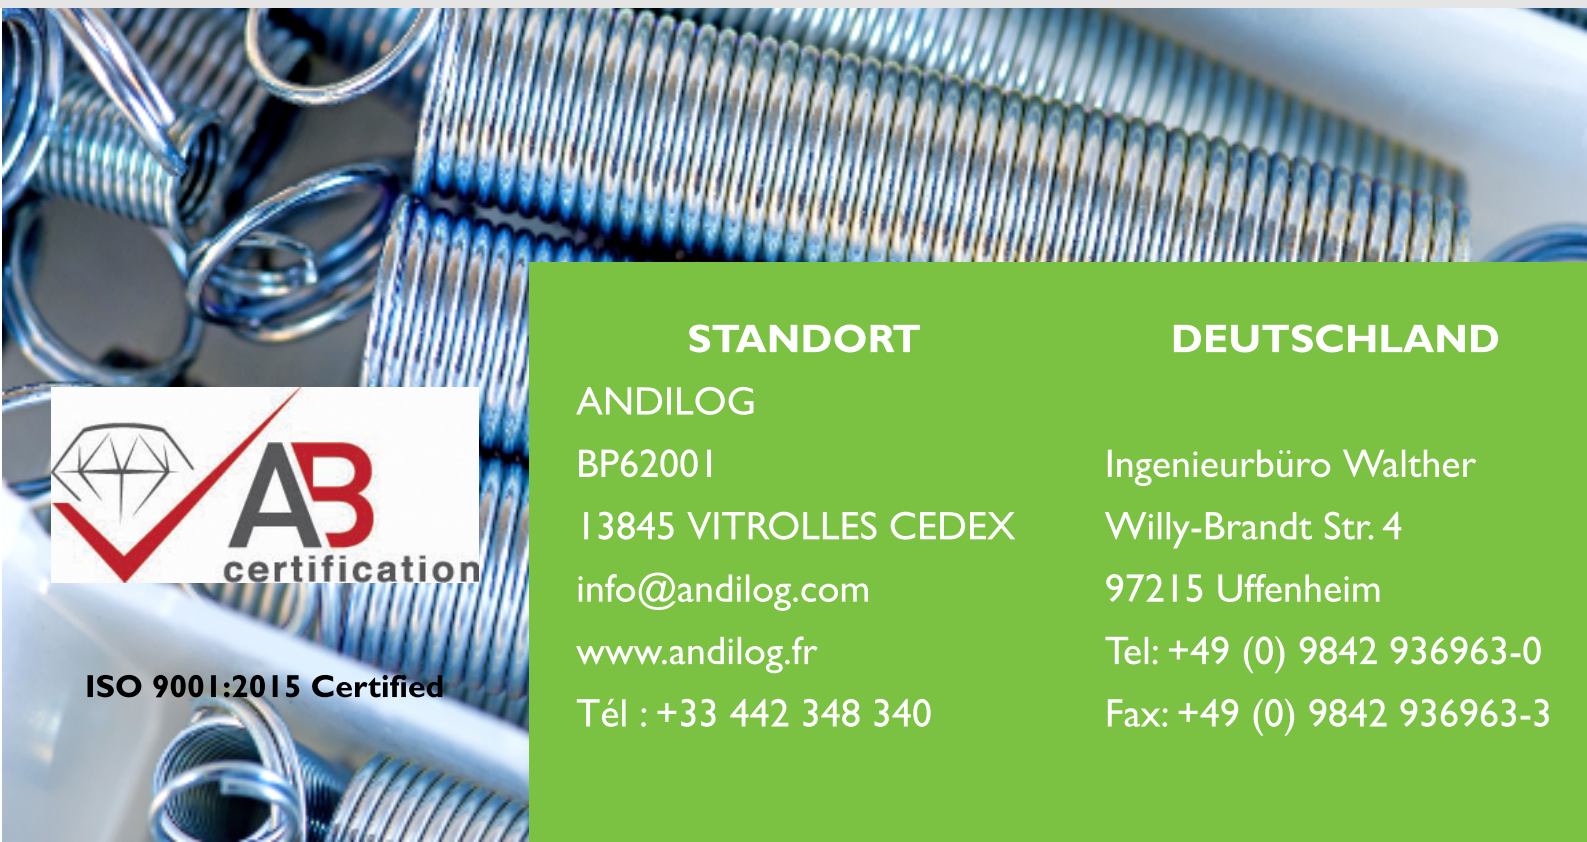 STANDORT
ANDILOG
BP62001
13845 VITROLLES CEDEX
info@andilog.com
www.andilog.fr
Tél : +33 442 348 340
DEUTSCHLAND
Ingenieurbüro Walther
Willy-Brandt Str. 4
97215 Uffenheim
Tel: +49 (0) 9842 936963-0
Fax: +49 (0) 9842 936963-3
AB
certification
ISO 9001:2015 Certified